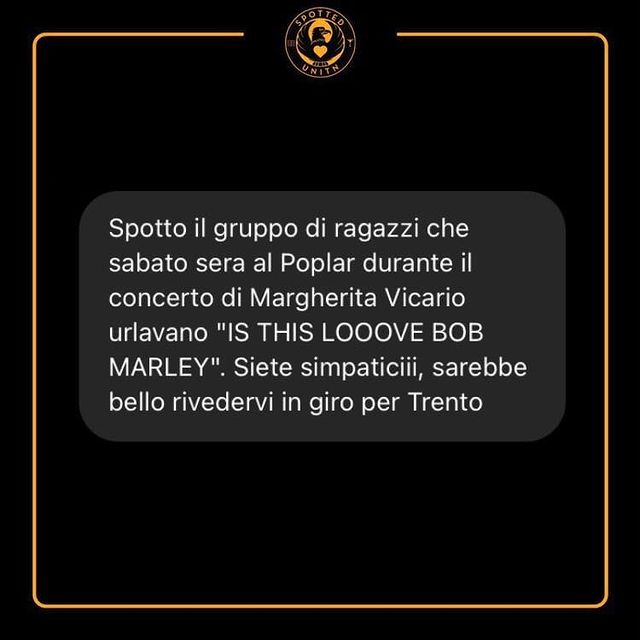 SPOTTED
UNITN
Spotto il gruppo di ragazzi che
sabato sera al Poplar durante il
concerto di Margherita Vicario
urlavano "IS THIS LOOOVE BOB
MARLEY". Siete simpaticiii, sarebbe
bello rivedervi in giro per Trento